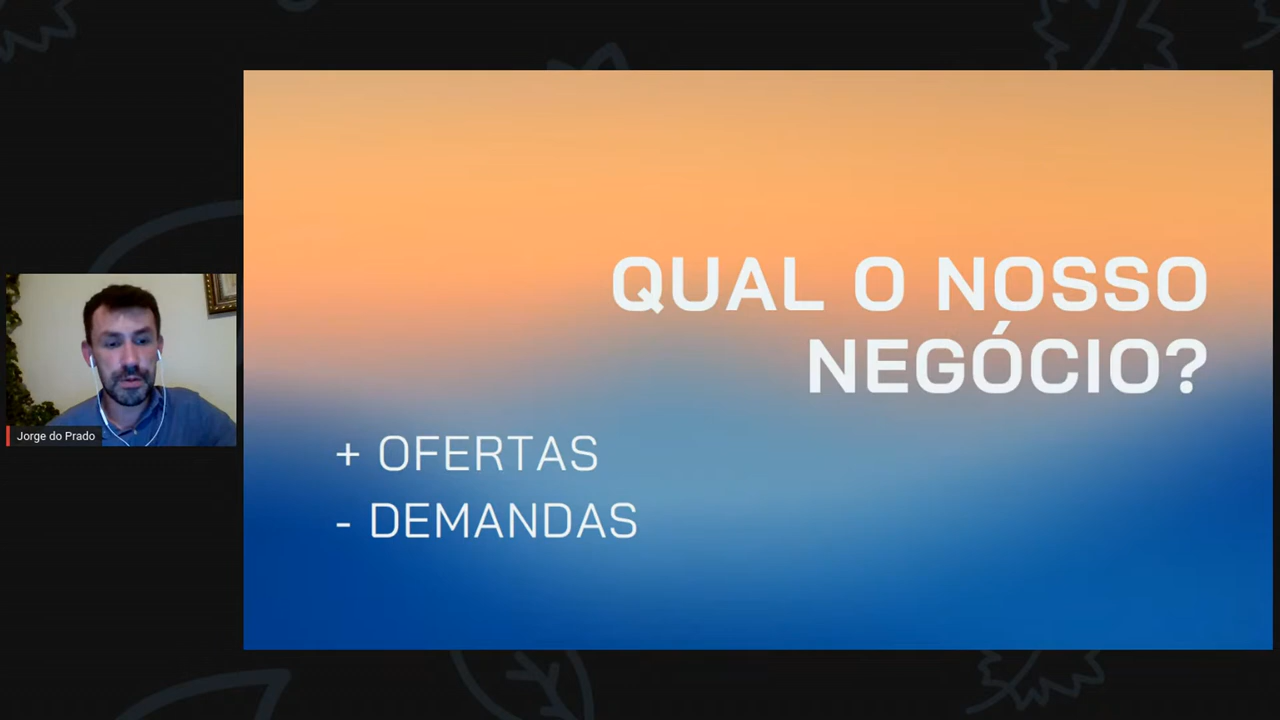 QUAL O NOSSO
NEGÓCIO?
+ OFERTAS
- DEMANDAS
Jorge do Prado